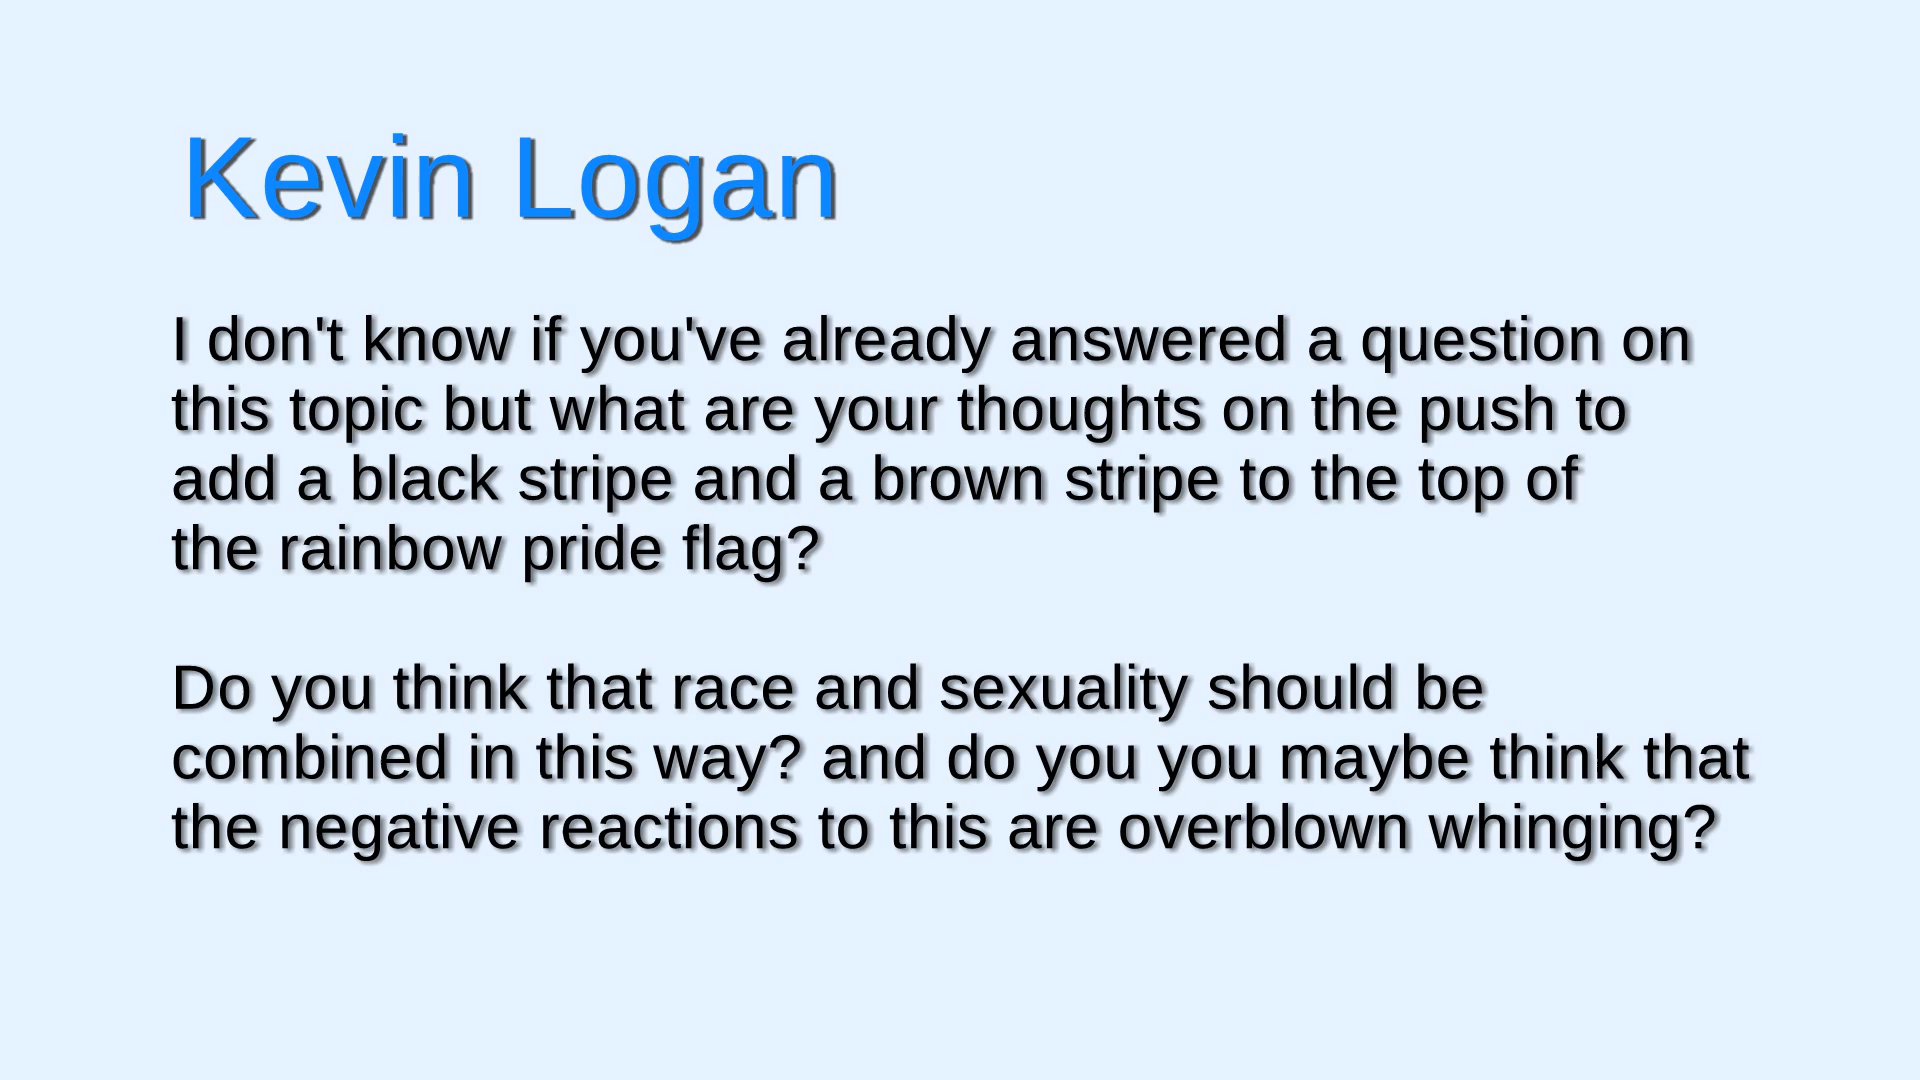 Kevin Logan
I don't know if you've already answered a question on
this topic but what are your thoughts on the push to
add a black stripe and a brown stripe to the top of
the rainbow pride flag?
Do you think that race and sexuality should be
combined in this way? and do you you maybe think that
the negative reactions to this are overblown whinging?